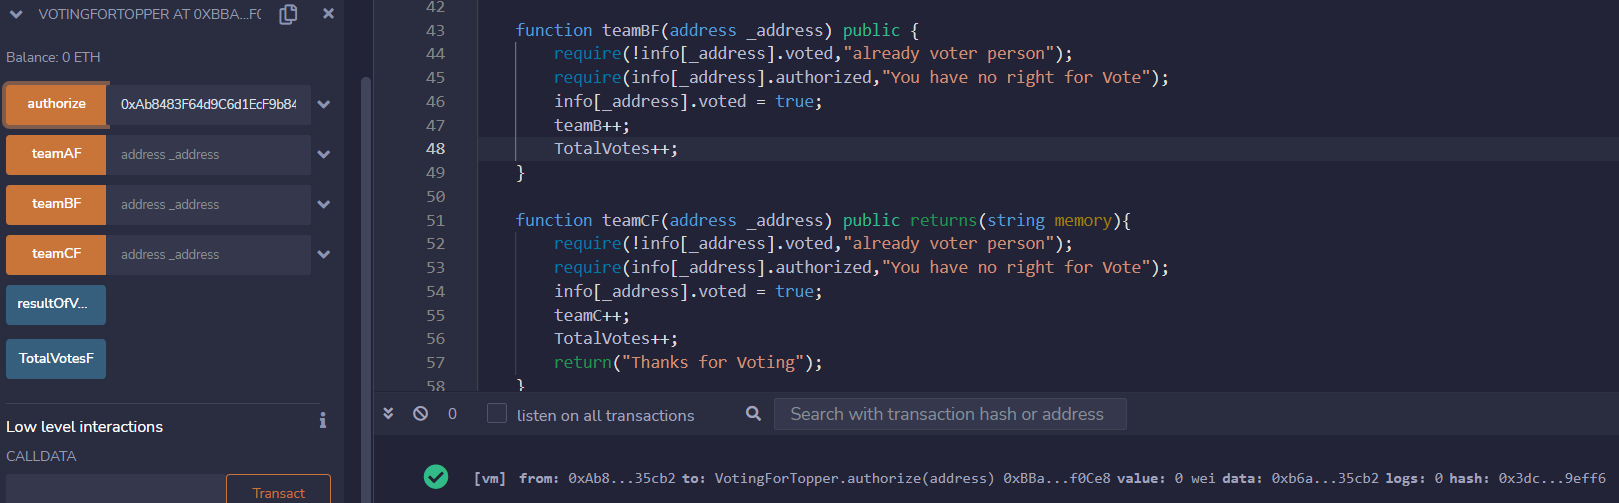 VOTINGFORTOPPER AT 0XBBA...F0
Balance: 0 ETH
authorize 0xAb8483F64d9C6d1EcF9b84
teamAF address _address
teamBF address _address
teamCF address _address
resultOfV...
TotalVotesF
Low level interactions
CALLDATA
Transact
42
43 function teamBF(address _address) public {
44 require(!info[_address].voted,"already voter person");
45 require(info[_address].authorized,"You have no right for Vote");
46 info[_address].voted = true;
47 teamB++;
48 TotalVotes++;
49 }
50
51 function teamCF(address _address) public returns(string memory){
52 require(!info[_address].voted,"already voter person");
53 require(info[_address].authorized,"You have no right for Vote");
54 info[_address].voted = true;
55 teamC++;
56 TotalVotes++;
57 return("Thanks for Voting");
58 }
0 listen on all transactions Search with transaction hash or address
[vm] from: 0xAb8...35cb2 to: VotingForTopper.authorize(address) 0xBBa...f0Ce8 value: 0 wei data: 0xb6a...35cb2 logs: 0 hash: 0x3dc...9eff6